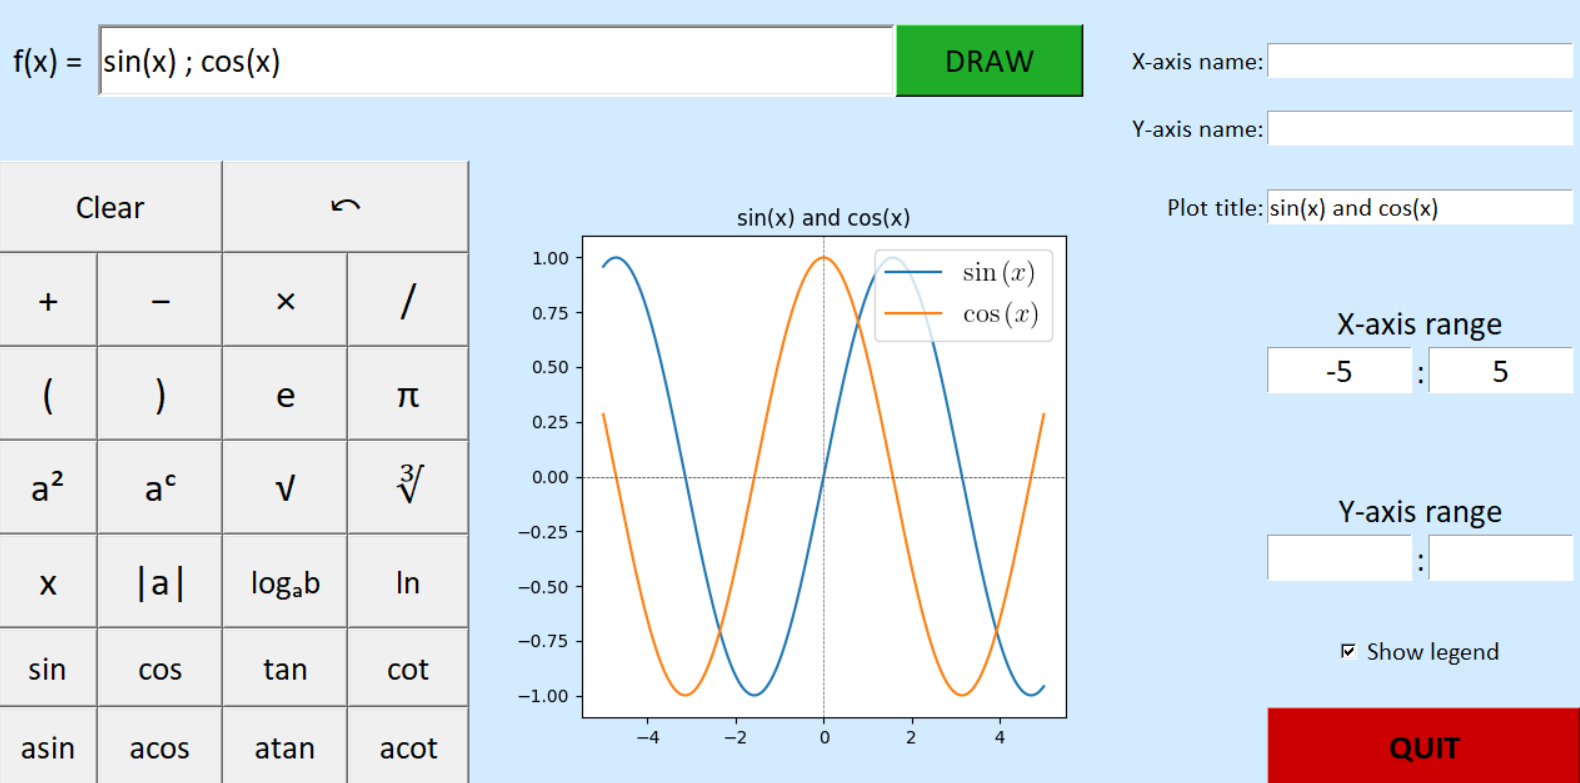 f(x) = sin(x) ; cos(x) DRAW
X-axis name:
Y-axis name:
Plot title: sin(x) and cos(x)
Clear ⤺
+ − × /
( ) e π
a² aᶜ √ ∛
x |a| logₐb ln
sin cos tan cot
asin acos atan acot
sin(x) and cos(x)
sin (x)
cos (x)
1.00
0.75
0.50
0.25
0.00
−0.25
−0.50
−0.75
−1.00
−4 −2 0 2 4
X-axis range
-5 : 5
Y-axis range
:
Show legend
QUIT